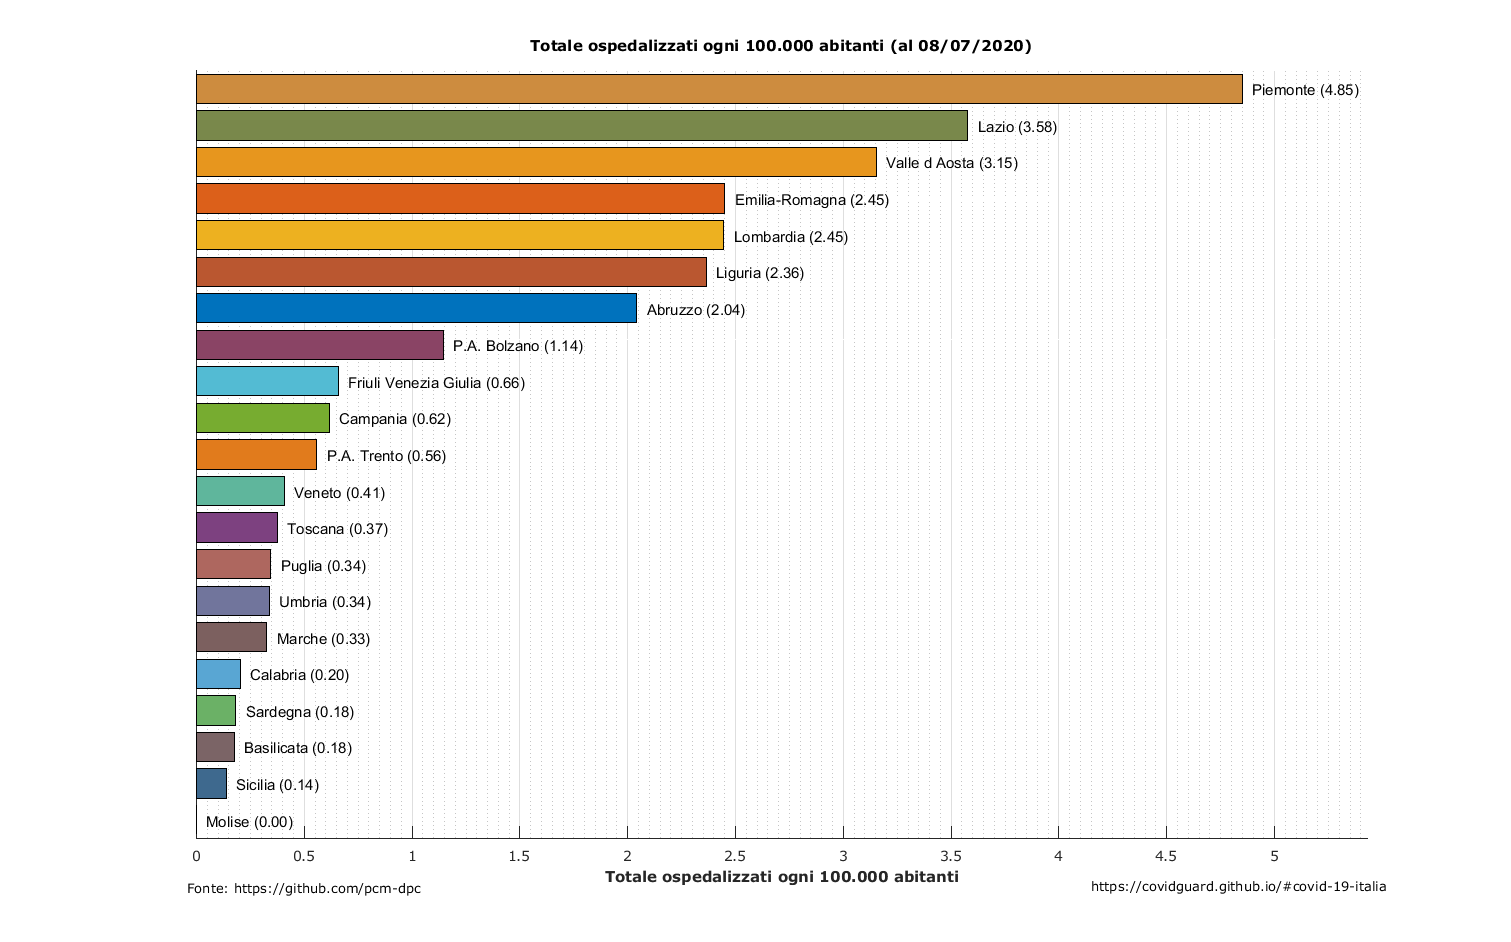 Totale ospedalizzati ogni 100.000 abitanti (al 08/07/2020)
Piemonte (4.85)
Lazio (3.58)
Valle d Aosta (3.15)
Emilia-Romagna (2.45)
Lombardia (2.45)
Liguria (2.36)
Abruzzo (2.04)
P.A. Bolzano (1.14)
Friuli Venezia Giulia (0.66)
Campania (0.62)
P.A. Trento (0.56)
Veneto (0.41)
Toscana (0.37)
Puglia (0.34)
Umbria (0.34)
Marche (0.33)
Calabria (0.20)
Sardegna (0.18)
Basilicata (0.18)
Sicilia (0.14)
Molise (0.00)
0 0.5 1 1.5 2 2.5 3 3.5 4 4.5 5
Totale ospedalizzati ogni 100.000 abitanti
Fonte: https://github.com/pcm-dpc
https://covidguard.github.io/#covid-19-italia